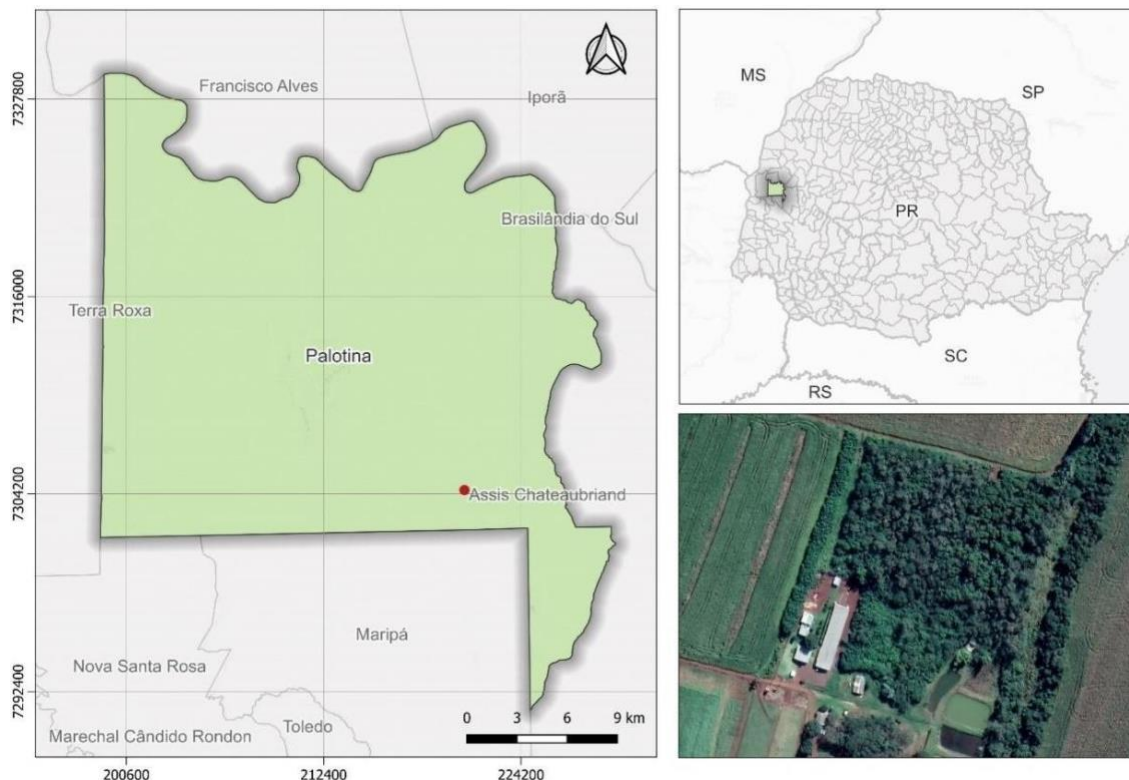 Francisco Alves
Iporã
Brasilândia do Sul
Terra Roxa
Palotina
Assis Chateaubriand
Maripá
Nova Santa Rosa
Toledo
Marechal Cândido Rondon
0 3 6 9 km
7327800
7316000
7304200
7292400
200600 212400 224200
MS
SP
PR
SC
RS